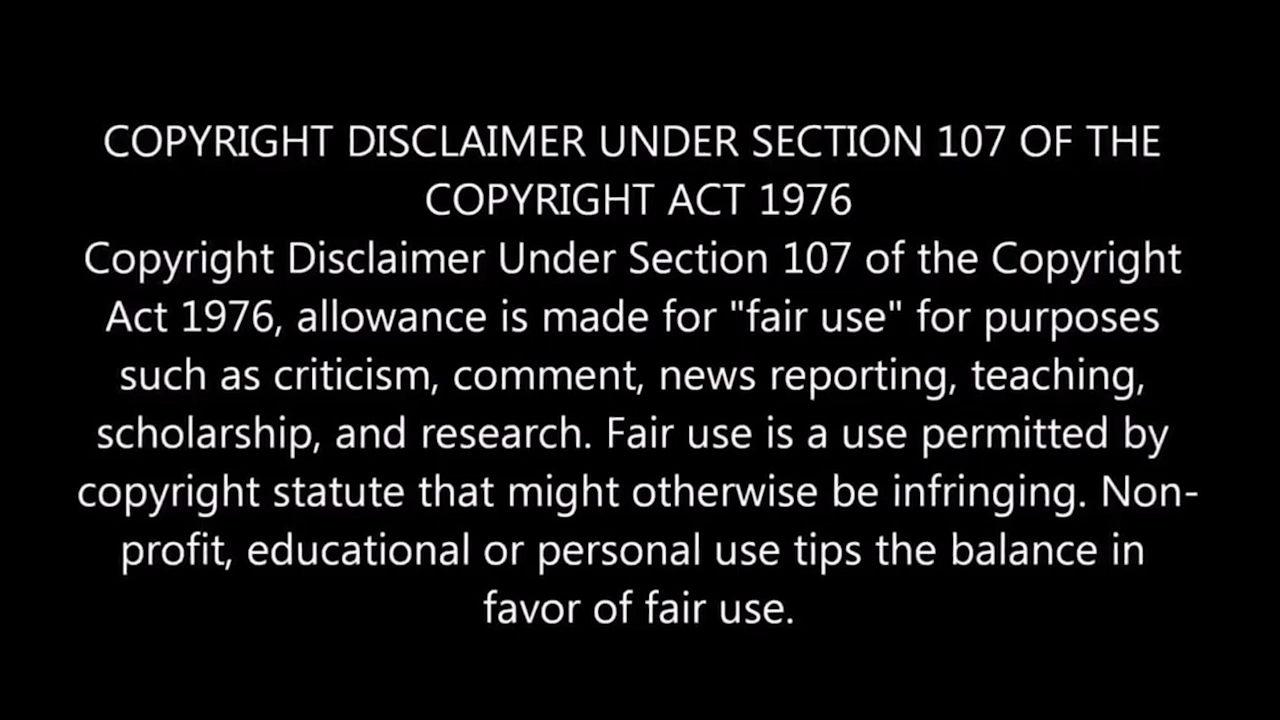 COPYRIGHT DISCLAIMER UNDER SECTION 107 OF THE
COPYRIGHT ACT 1976
Copyright Disclaimer Under Section 107 of the Copyright
Act 1976, allowance is made for "fair use" for purposes
such as criticism, comment, news reporting, teaching,
scholarship, and research. Fair use is a use permitted by
copyright statute that might otherwise be infringing. Non-
profit, educational or personal use tips the balance in
favor of fair use.